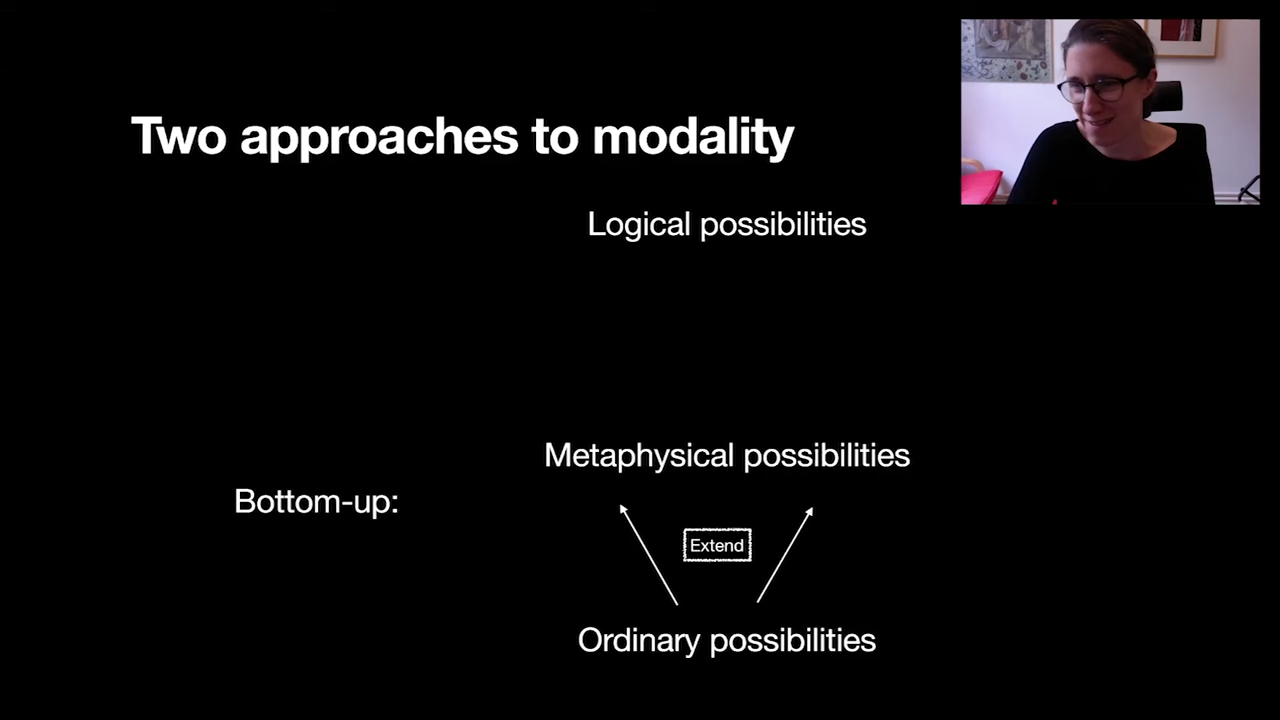 Two approaches to modality
Logical possibilities
Metaphysical possibilities
Bottom-up:
Extend
Ordinary possibilities